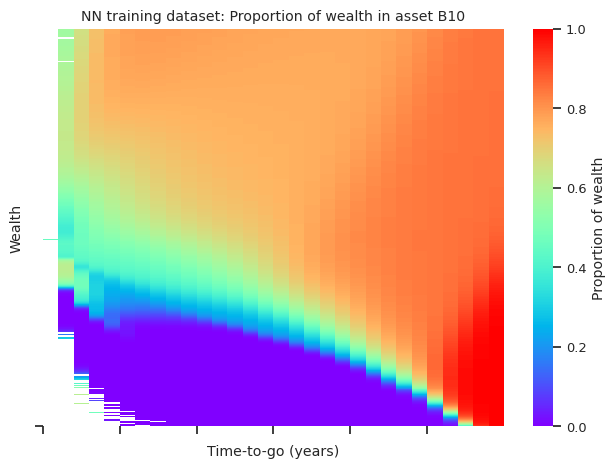 NN training dataset: Proportion of wealth in asset B10
Wealth
Time-to-go (years)
1.0
0.8
0.6
0.4
0.2
0.0
Proportion of wealth